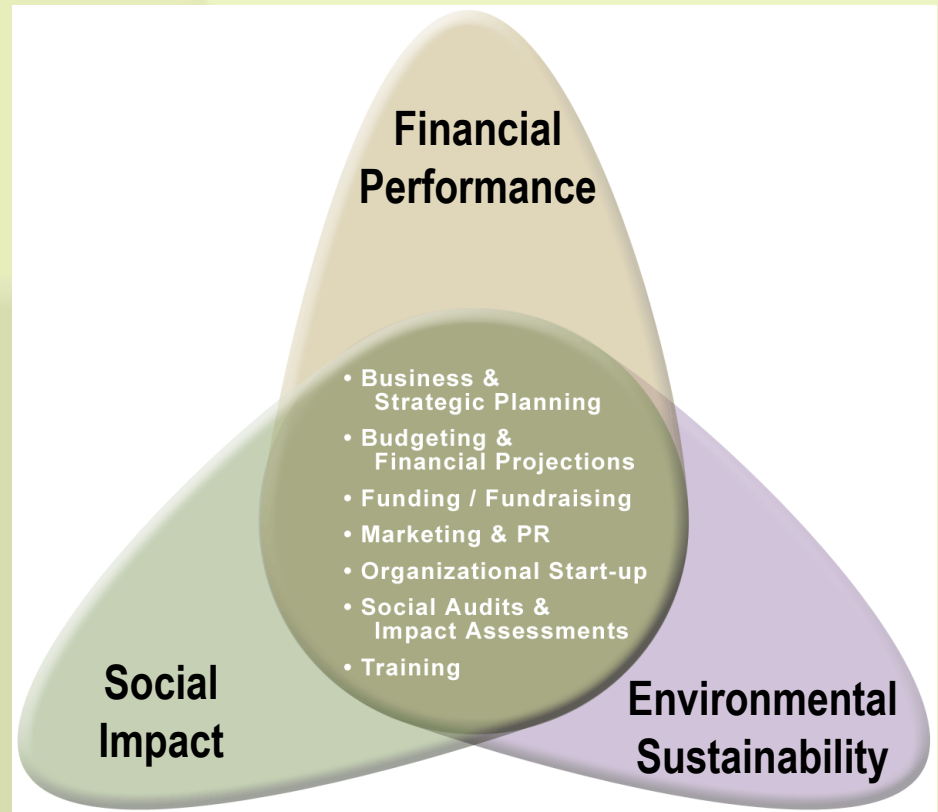 Financial
Performance
• Business &
Strategic Planning
• Budgeting &
Financial Projections
• Funding / Fundraising
• Marketing & PR
• Organizational Start-up
• Social Audits &
Impact Assessments
• Training
Social
Impact
Environmental
Sustainability